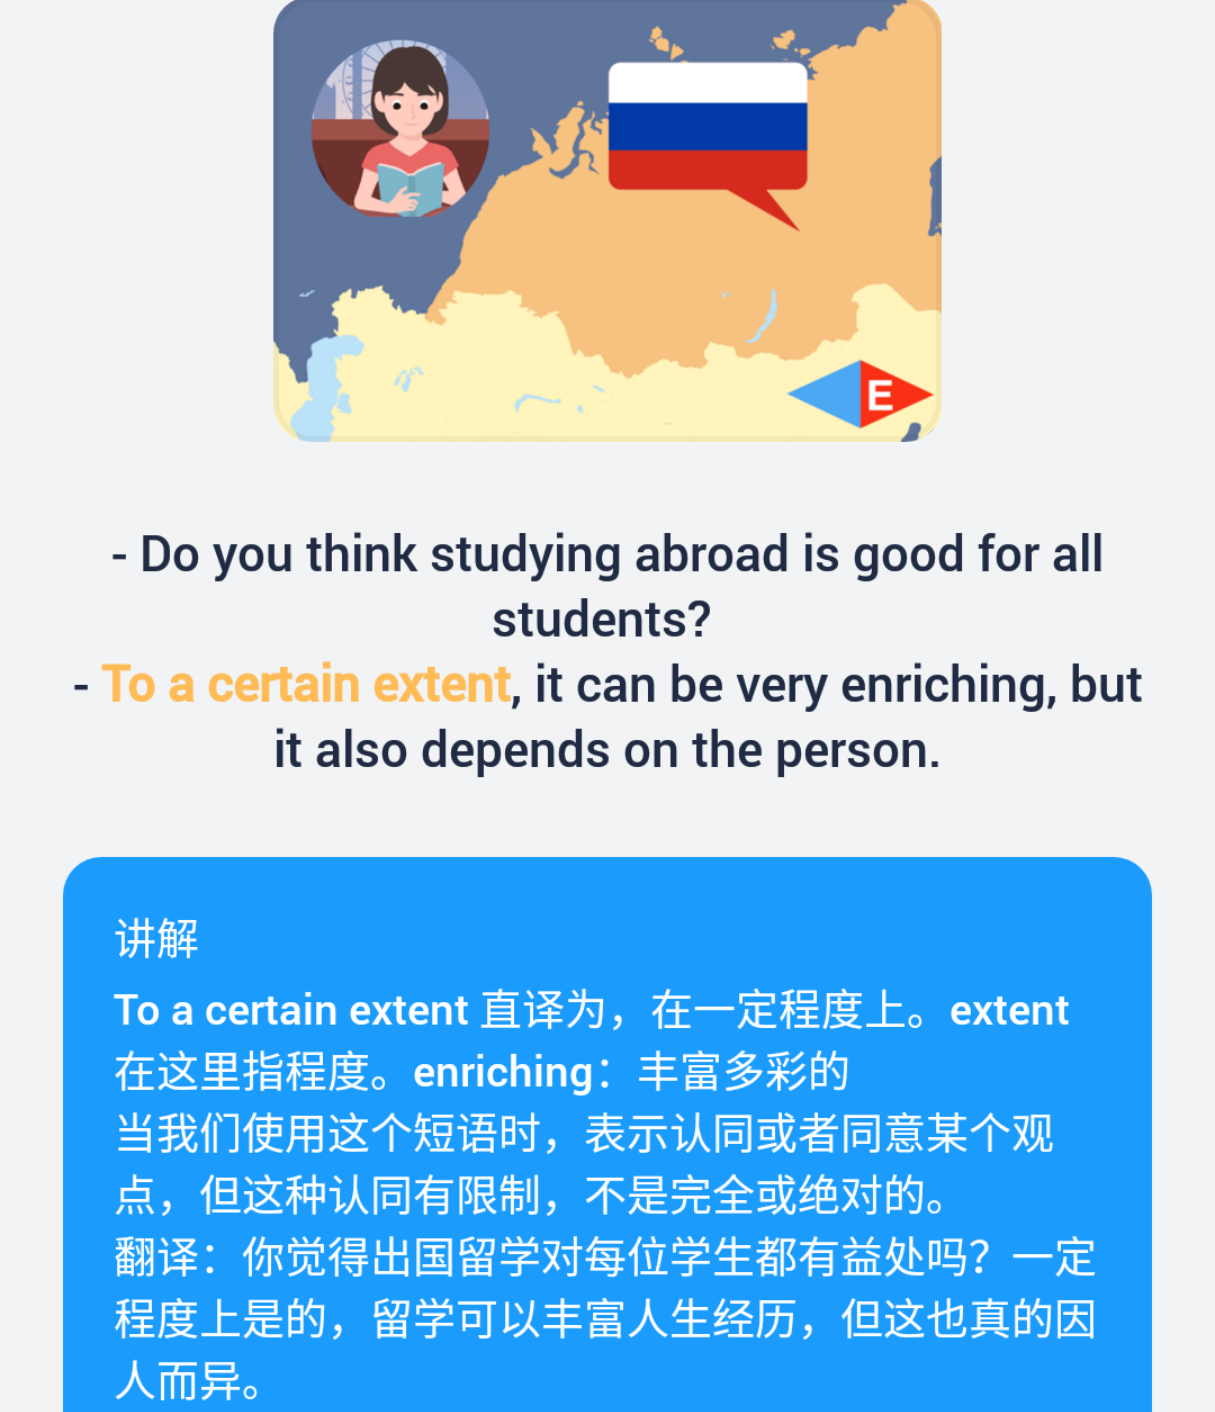 E
- Do you think studying abroad is good for all
students?
- To a certain extent, it can be very enriching, but
it also depends on the person.
讲解
To a certain extent 直译为，在一定程度上。extent
在这里指程度。enriching：丰富多彩的
当我们使用这个短语时，表示认同或者同意某个观
点，但这种认同有限制，不是完全或绝对的。
翻译：你觉得出国留学对每位学生都有益处吗？一定
程度上是的，留学可以丰富人生经历，但这也真的因
人而异。